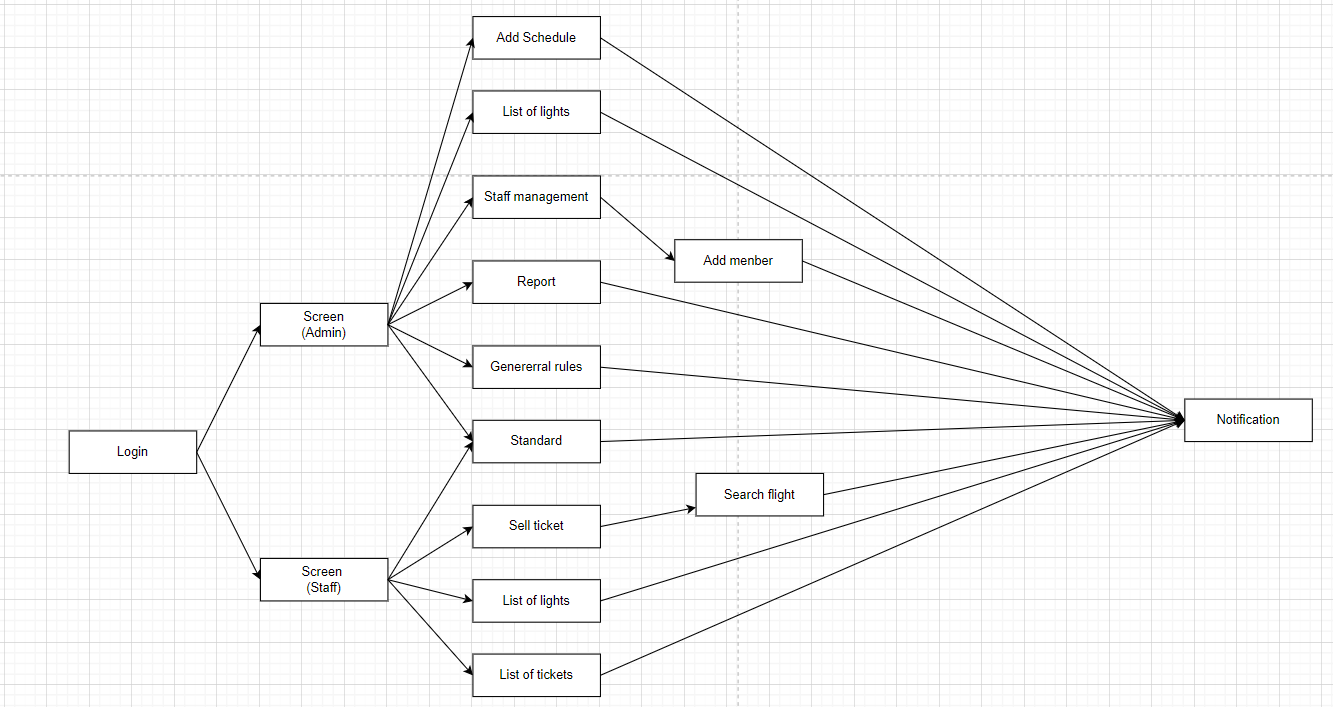 Add Schedule
List of lights
Staff management
Add menber
Report
Screen
(Admin)
Genererral rules
Notification
Standard
Login
Search flight
Sell ticket
Screen
(Staff)
List of lights
List of tickets